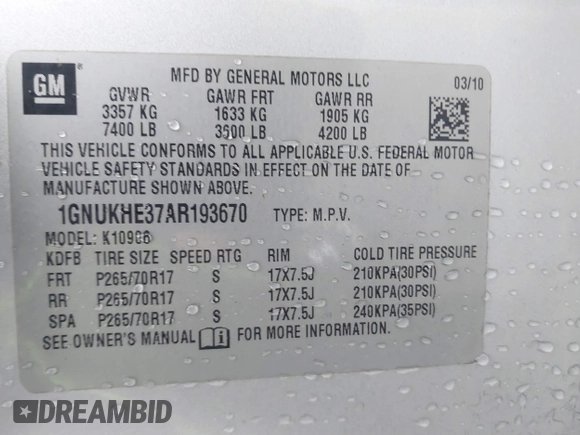 GM
MFD BY GENERAL MOTORS LLC
03/10
GVWR GAWR FRT GAWR RR
3357 KG 1633 KG 1905 KG
7400 LB 3600 LB 4200 LB
THIS VEHICLE CONFORMS TO ALL APPLICABLE U.S. FEDERAL MOTOR
VEHICLE SAFETY STANDARDS IN EFFECT ON THE DATE OF
MANUFACTURE SHOWN ABOVE.
1GNUKHE37AR193670 TYPE: M.P.V.
MODEL: K10906
KDFB TIRE SIZE SPEED RTG RIM COLD TIRE PRESSURE
FRT P265/70R17 S 17X7.5J 210KPA(30PSI)
RR P265/70R17 S 17X7.5J 210KPA(30PSI)
SPA P265/70R17 S 17X7.5J 240KPA(35PSI)
SEE OWNER'S MANUAL FOR MORE INFORMATION.
DREAMBID